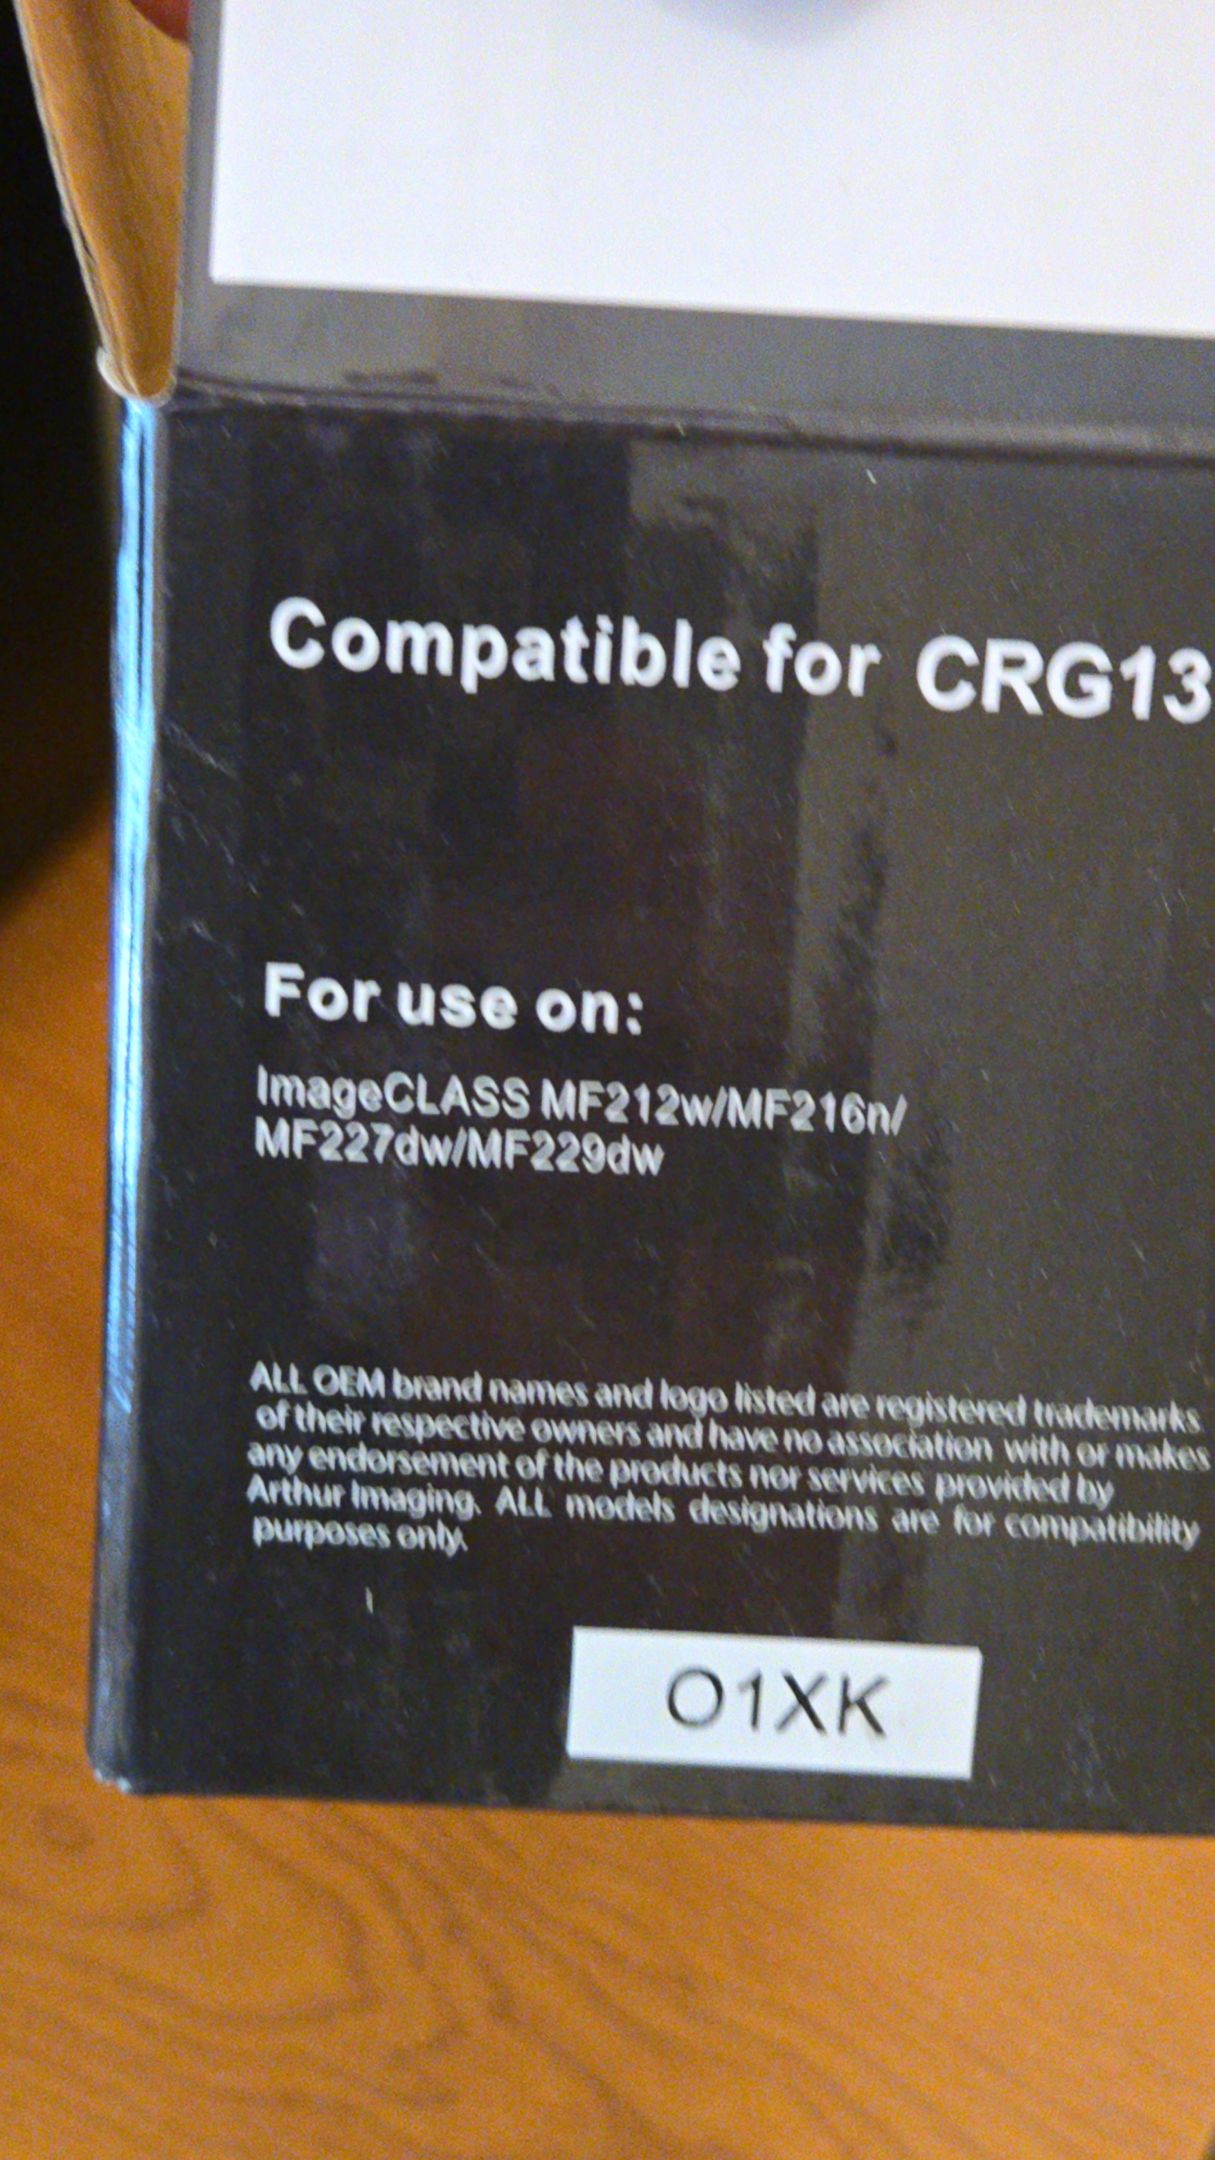 Compatible for CRG13
For use on:
ImageCLASS MF212w/MF216n/
MF227dw/MF229dw
ALL OEM brand names and logo listed are registered trademarks
of their respective owners and have no association with or makes
any endorsement of the products nor services provided by
Arthur Imaging. ALL models designations are for compatibility
purposes only.
O1XK